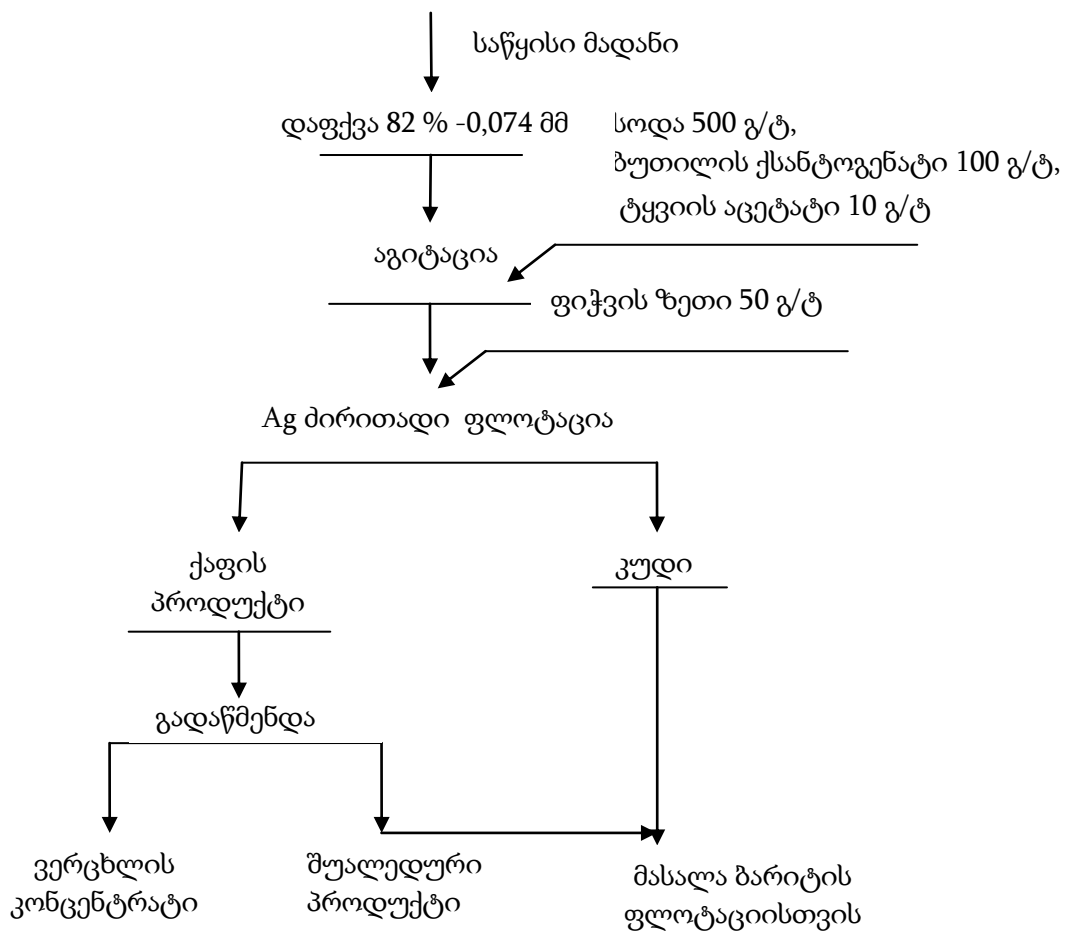 საწყისი მადანი
დაფქვა 82 % -0,074 მმ
სოდა 500 გ/ტ,
ბუთილის ქსანტოგენატი 100 გ/ტ,
ტყვიის აცეტატი 10 გ/ტ
აგიტაცია
ფიჭვის ზეთი 50 გ/ტ
Ag ძირითადი ფლოტაცია
ქაფის
პროდუქტი
კუდი
გადაწმენდა
ვერცხლის
კონცენტრატი
შუალედური
პროდუქტი
მასალა ბარიტის
ფლოტაციისთვის